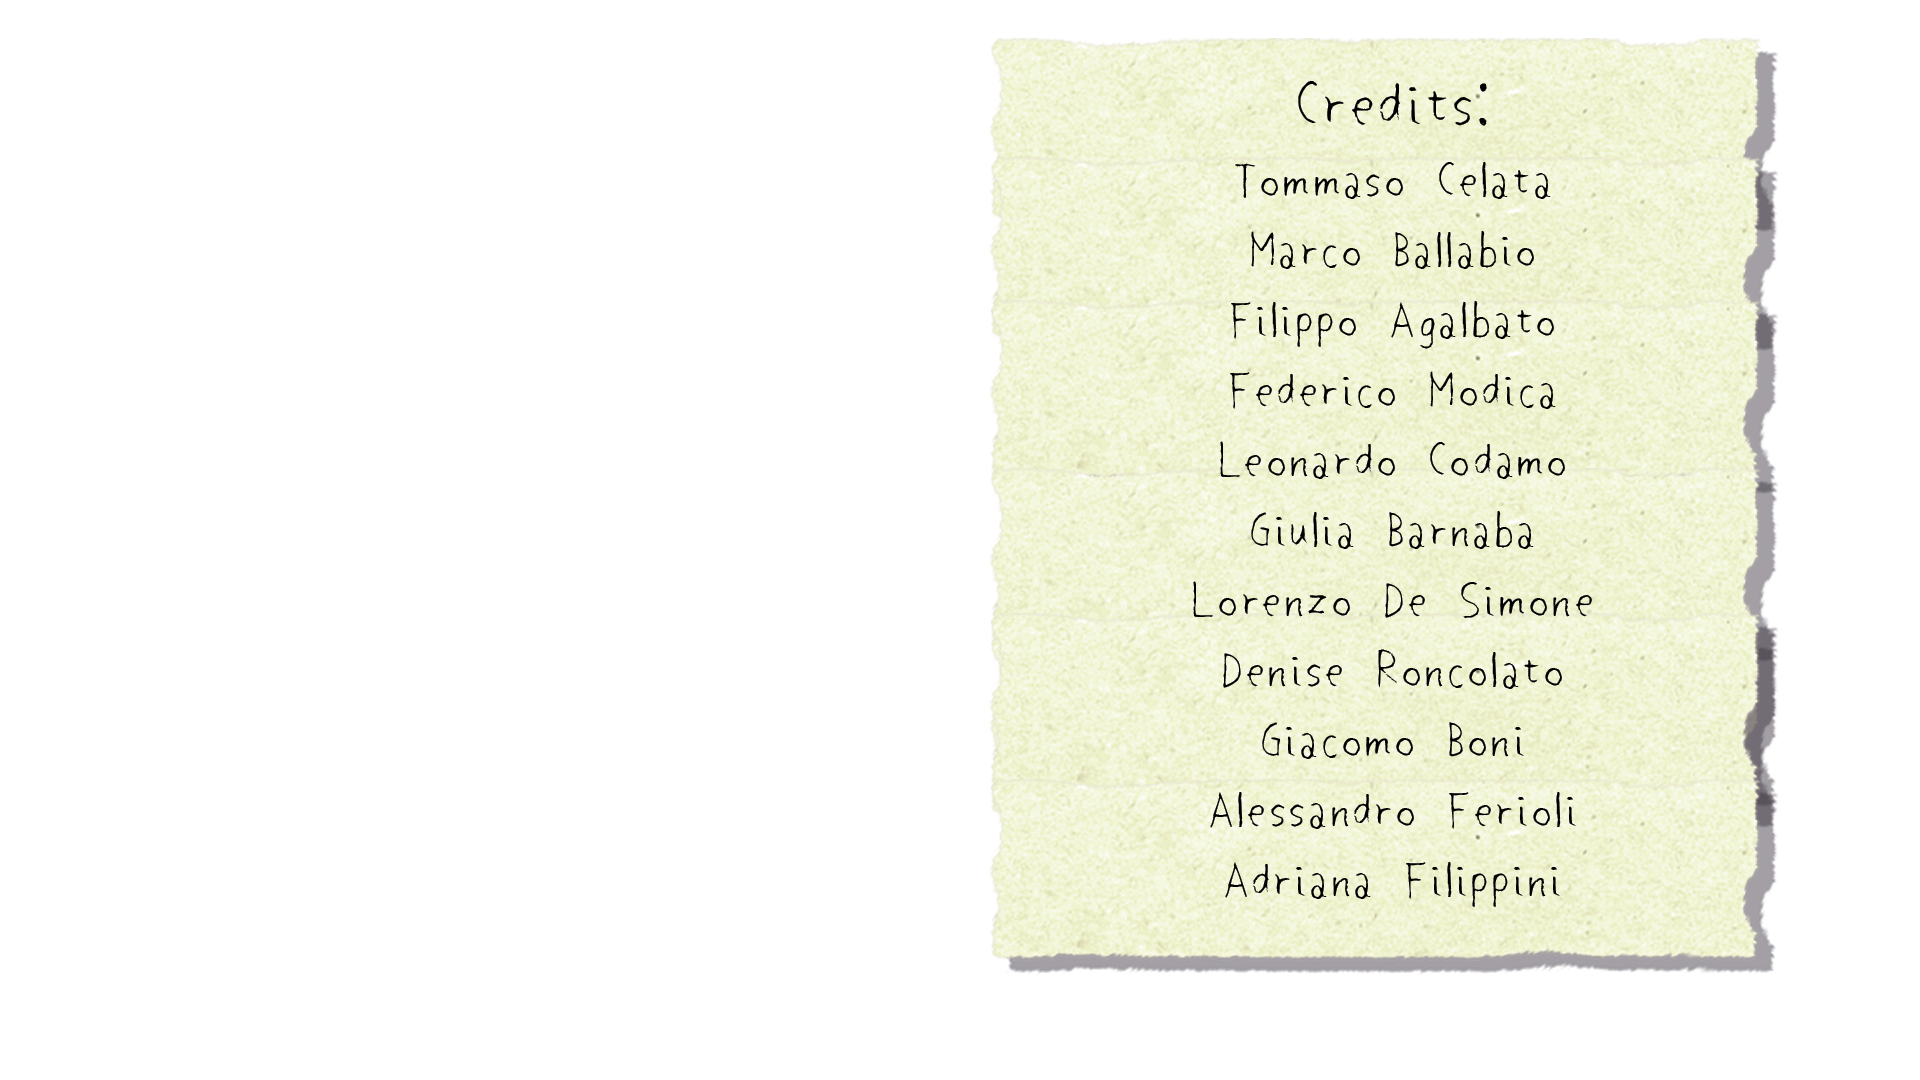 Credits:
Tommaso Celata
Marco Ballabio
Filippo Agalbato
Federico Modica
Leonardo Codamo
Giulia Barnaba
Lorenzo De Simone
Denise Roncolato
Giacomo Boni
Alessandro Ferioli
Adriana Filippini